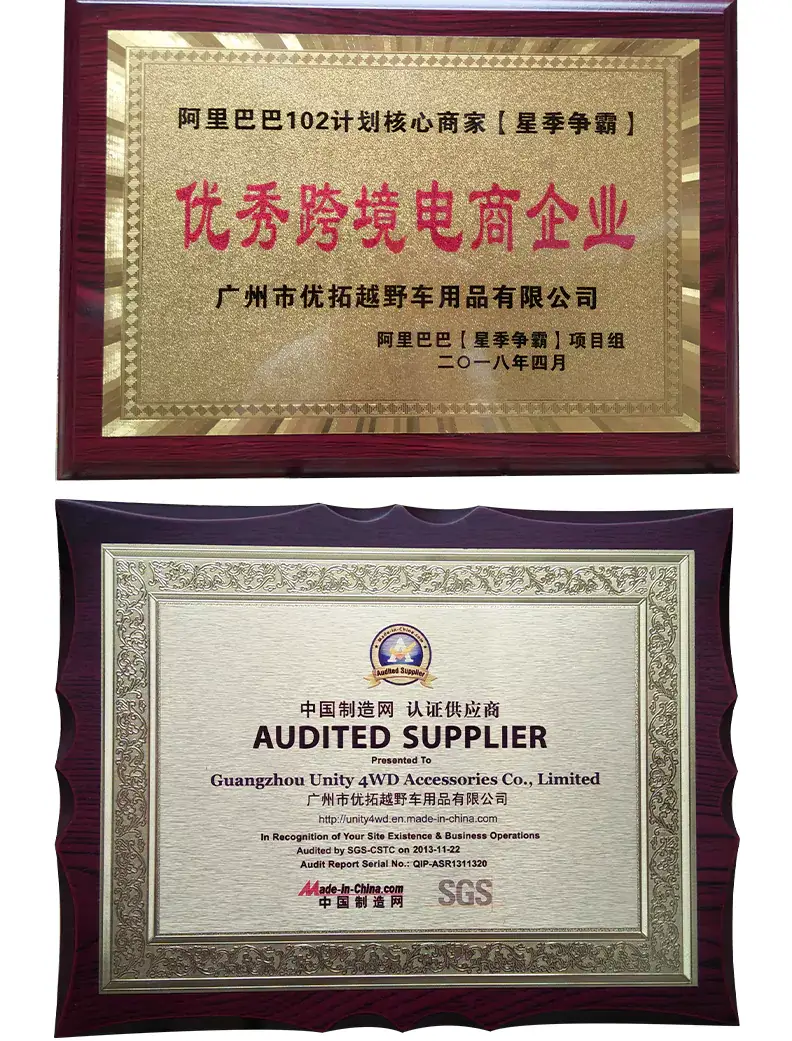 阿里巴巴102计划核心商家【星季争霸】
优秀跨境电商企业
广州市优拓越野车用品有限公司
阿里巴巴【星季争霸】项目组
二〇一八年四月
Made-in-China.com
Audited Supplier
中国制造网 认证供应商
AUDITED SUPPLIER
Presented To
Guangzhou Unity 4WD Accessories Co., Limited
广州市优拓越野车用品有限公司
http://unity4wd.en.made-in-china.com
In Recognition of Your Site Existence & Business Operations
Audited by SGS-CSTC on 2013-11-22
Audit Report Serial No.: QIP-ASR1311320
Made-in-China.com
中国制造网
SGS